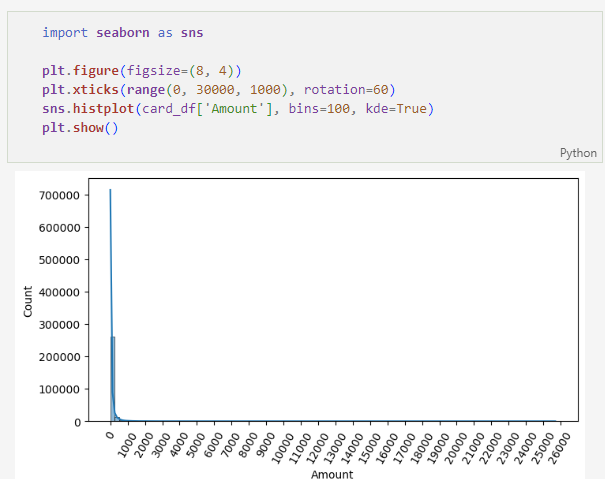 import seaborn as sns
plt.figure(figsize=(8, 4))
plt.xticks(range(0, 30000, 1000), rotation=60)
sns.histplot(card_df['Amount'], bins=100, kde=True)
plt.show()
Python
700000
600000
500000
400000
300000
200000
100000
0
Count
0 1000 2000 3000 4000 5000 6000 7000 8000 9000 10000 11000 12000 13000 14000 15000 16000 17000 18000 19000 20000 21000 22000 23000 24000 25000 26000
Amount